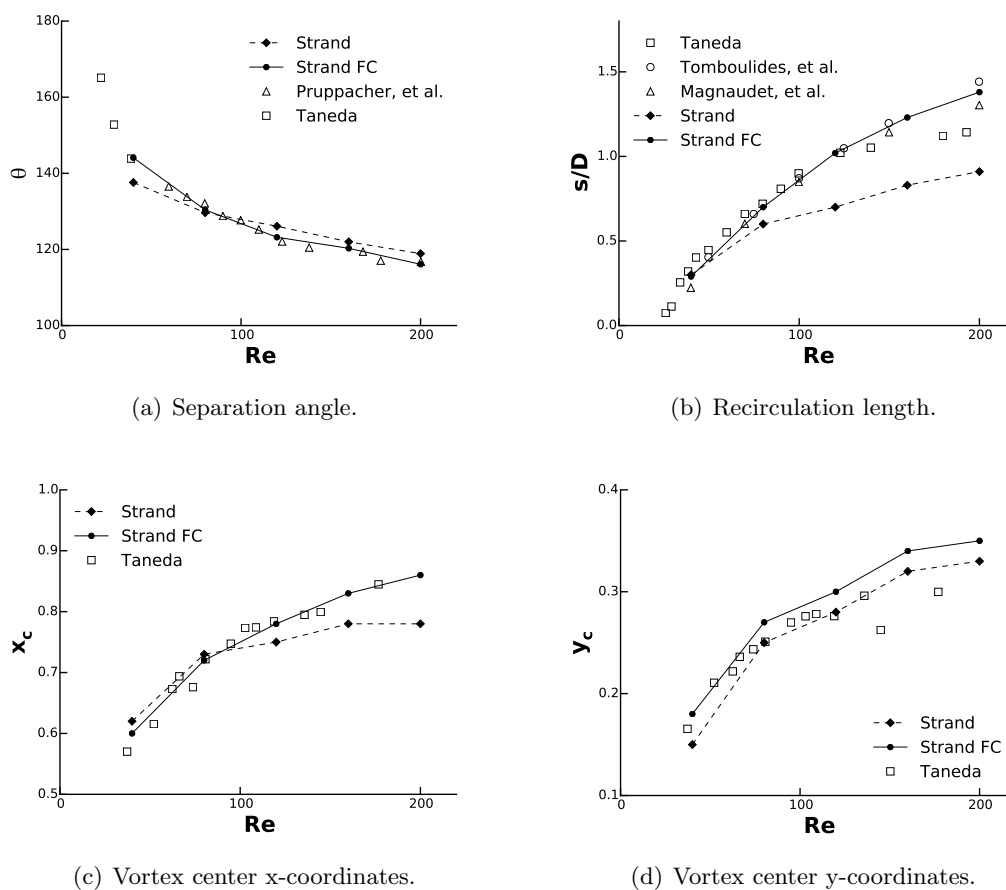 180
160
140
120
100
θ
0
100
200
Re
Strand
Strand FC
Pruppacher, et al.
Taneda
(a) Separation angle.
1.5
1.0
0.5
0.0
s/D
0
100
200
Re
Taneda
Tomboulides, et al.
Magnaudet, et al.
Strand
Strand FC
(b) Recirculation length.
1.0
0.9
0.8
0.7
0.6
0.5
xc
0
100
200
Re
Strand
Strand FC
Taneda
(c) Vortex center x-coordinates.
0.4
0.3
0.2
0.1
yc
0
100
200
Re
Strand
Strand FC
Taneda
(d) Vortex center y-coordinates.